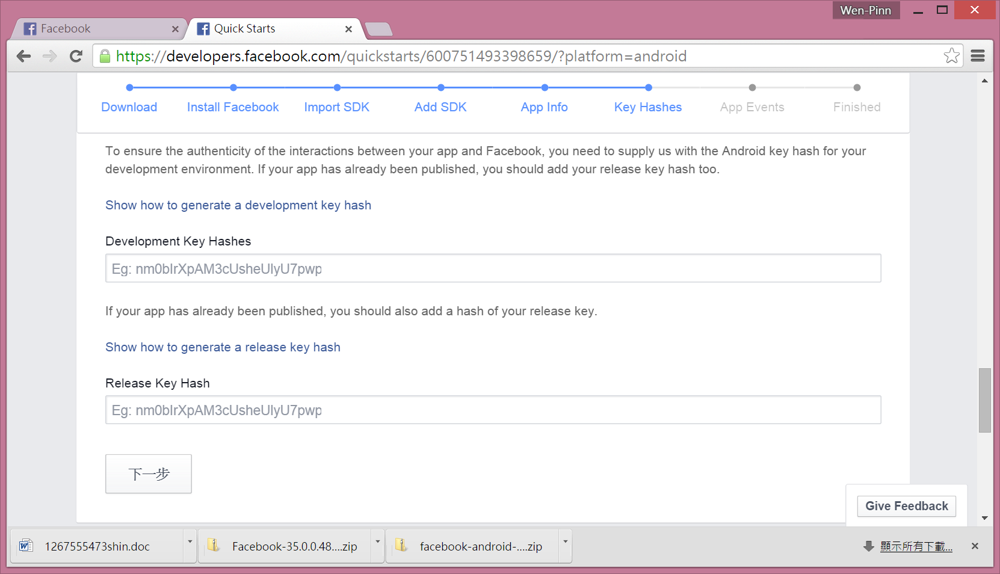 Wen-Pinn
Facebook
Quick Starts
https://developers.facebook.com/quickstarts/600751493398659/?platform=android
Download
Install Facebook
Import SDK
Add SDK
App Info
Key Hashes
App Events
Finished
To ensure the authenticity of the interactions between your app and Facebook, you need to supply us with the Android key hash for your
development environment. If your app has already been published, you should add your release key hash too.
Show how to generate a development key hash
Development Key Hashes
Eg: nm0bIrXpAM3cUsheUIyU7pwp
If your app has already been published, you should also add a hash of your release key.
Show how to generate a release key hash
Release Key Hash
Eg: nm0bIrXpAM3cUsheUIyU7pwp
下一步
Give Feedback
1267555473shin.doc
Facebook-35.0.0.48....zip
facebook-android-....zip
顯示所有下載...